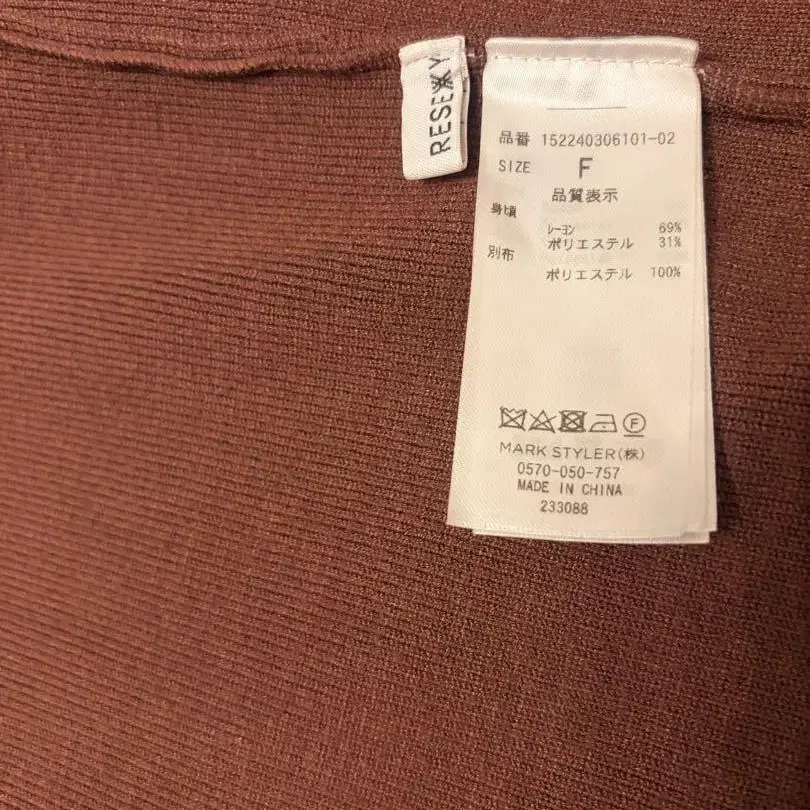 RESEXXY
品番 152240306101-02
SIZE F
品質表示
身頃
レーヨン 69%
ポリエステル 31%
別布
ポリエステル 100%
F
MARK STYLER(株)
0570-050-757
MADE IN CHINA
233088